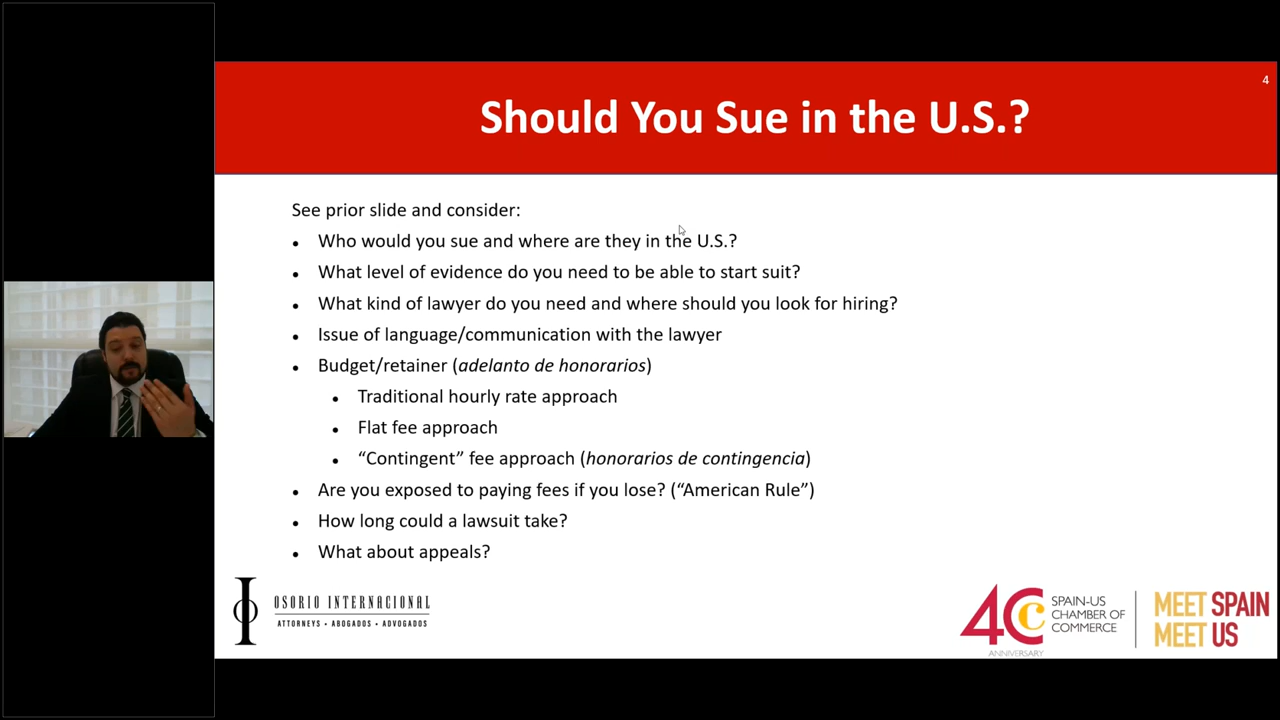 4
Should You Sue in the U.S.?
See prior slide and consider:
• Who would you sue and where are they in the U.S.?
• What level of evidence do you need to be able to start suit?
• What kind of lawyer do you need and where should you look for hiring?
• Issue of language/communication with the lawyer
• Budget/retainer (adelanto de honorarios)
• Traditional hourly rate approach
• Flat fee approach
• “Contingent” fee approach (honorarios de contingencia)
• Are you exposed to paying fees if you lose? (“American Rule”)
• How long could a lawsuit take?
• What about appeals?
OSORIO INTERNACIONAL
ATTORNEYS • ABOGADOS • ADVOGADOS
4C
ANNIVERSARY
SPAIN-US
CHAMBER OF
COMMERCE
MEET SPAIN
MEET US